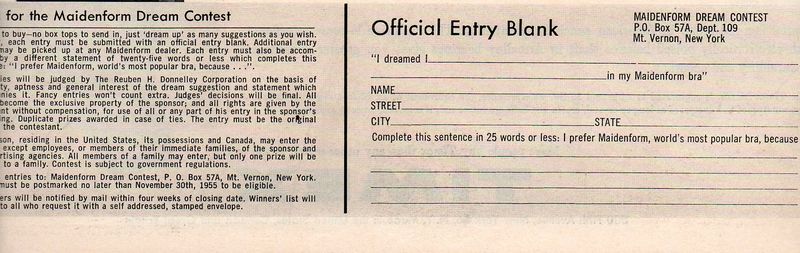 for the Maidenform Dream Contest
to buy—no box tops to send in, just 'dream up' as many suggestions as you wish.
, each entry must be submitted with an official entry blank. Additional entry
may be picked up at any Maidenform dealer. Each entry must also be accom-
by a different statement of twenty-five words or less which completes this
e: "I prefer Maidenform, world's most popular bra, because . . .".
ies will be judged by The Reuben H. Donnelley Corporation on the basis of
ty, aptness and general interest of the dream suggestion and statement which
nies it. Fancy entries won't count extra. Judges' decisions will be final. All
become the exclusive property of the sponsor; and all rights are given by the
nt without compensation, for use of all or any part of his entry in the sponsor's
ing. Duplicate prizes awarded in case of ties. The entry must be the original
the contestant.
son, residing in the United States, its possessions and Canada, may enter the
except employees, or members of their immediate families, of the sponsor and
rtising agencies. All members of a family may enter, but only one prize will be
to a family. Contest is subject to government regulations.
entries to: Maidenform Dream Contest, P. O. Box 57A, Mt. Vernon, New York.
must be postmarked no later than November 30th, 1955 to be eligible.
ers will be notified by mail within four weeks of closing date. Winners' list will
to all who request it with a self addressed, stamped envelope.
Official Entry Blank
MAIDENFORM DREAM CONTEST
P.O. Box 57A, Dept. 109
Mt. Vernon, New York
"I dreamed I
in my Maidenform bra"
NAME
STREET
CITY STATE
Complete this sentence in 25 words or less: I prefer Maidenform, world's most popular bra, because